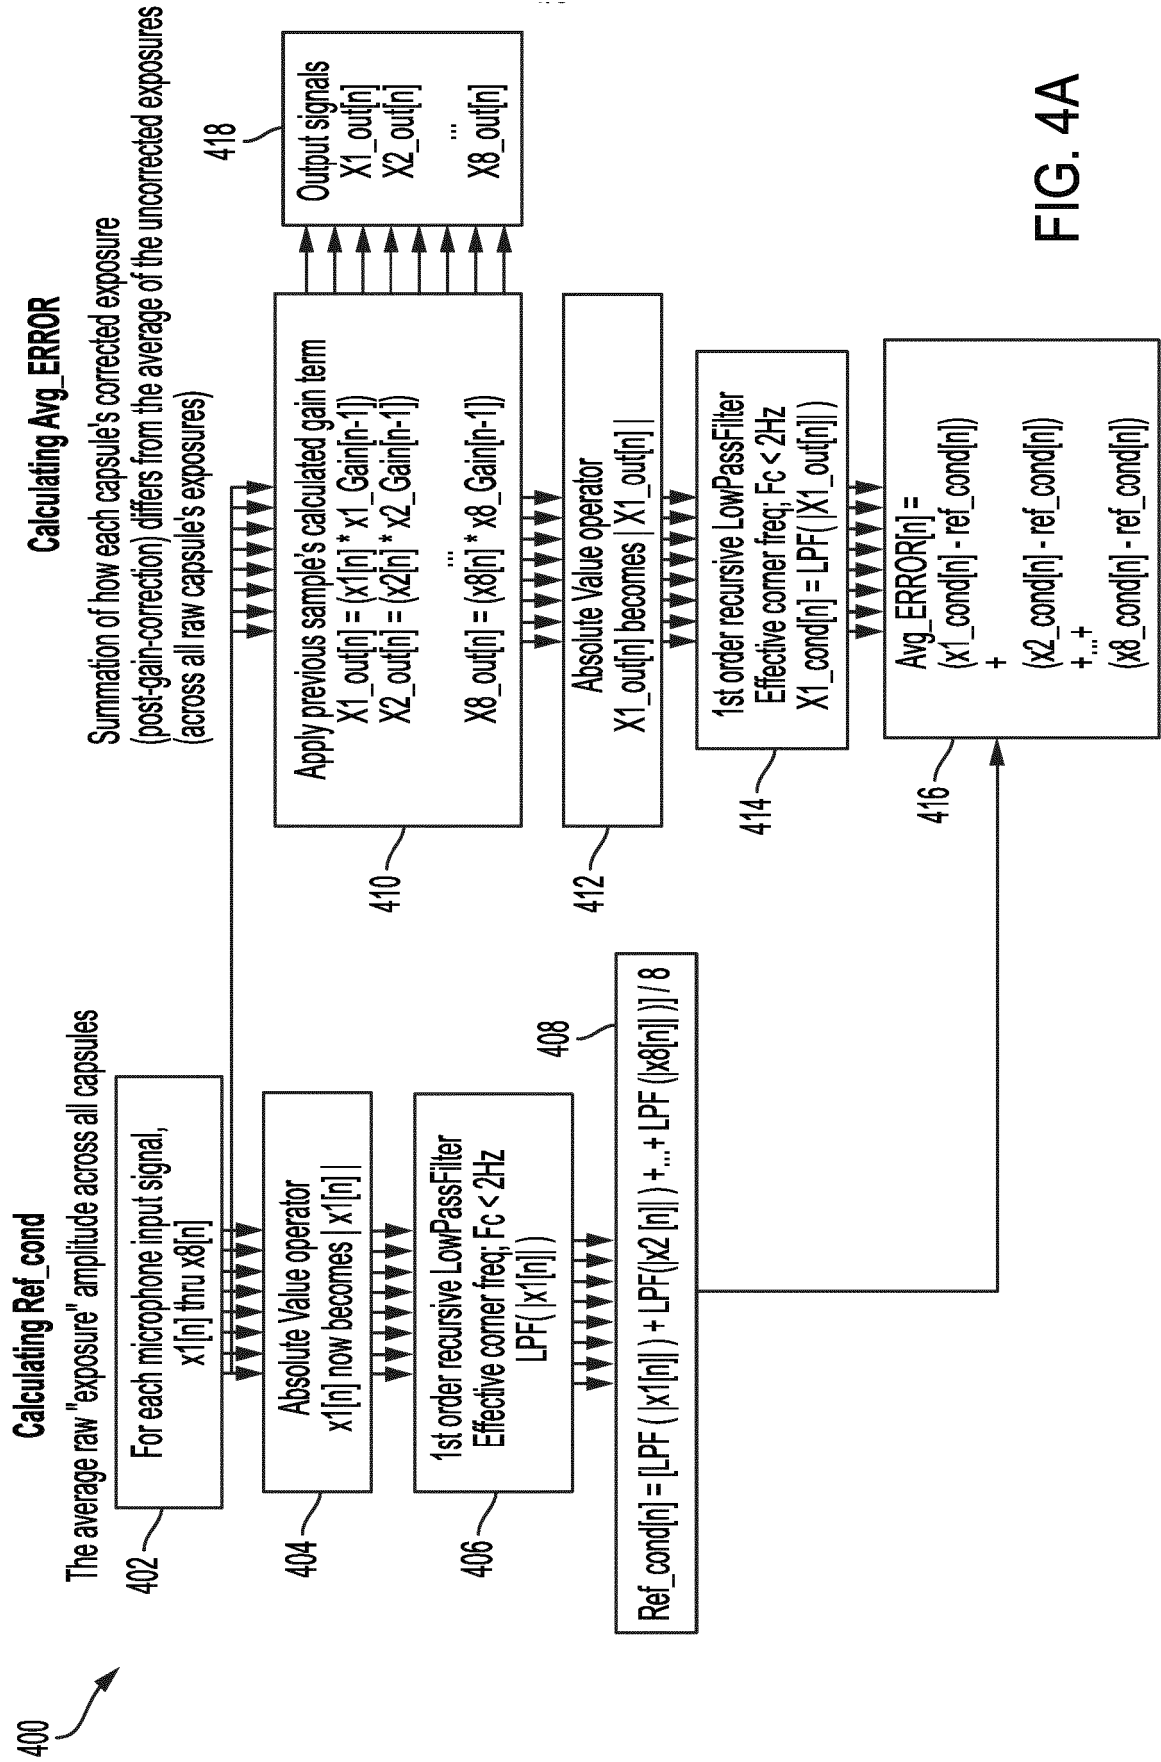 400
Calculating Ref_cond
The average raw "exposure" amplitude across all capsules
402
For each microphone input signal,
x1[n] thru x8[n]
404
Absolute Value operator
x1[n] now becomes | x1[n] |
406
1st order recursive LowPassFilter
Effective corner freq; Fc < 2Hz
LPF( |x1[n]| )
408
Ref_cond[n] = [LPF ( |x1[n]| ) + LPF(|x2 [n]| ) +...+ LPF (|x8[n]| )] / 8
Calculating Avg_ERROR
Summation of how each capsule's corrected exposure
(post-gain-correction) differs from the average of the uncorrected exposures
(across all raw capsule's exposures)
410
Apply previous sample's calculated gain term
X1_out[n] = (x1[n] * x1_Gain[n-1])
X2_out[n] = (x2[n] * x2_Gain[n-1])
...
X8_out[n] = (x8[n] * x8_Gain[n-1])
418
Output signals
X1_out[n]
X2_out[n]
...
X8_out[n]
412
Absolute Value operator
X1_out[n] becomes | X1_out[n] |
414
1st order recursive LowPassFilter
Effective corner freq; Fc < 2Hz
X1_cond[n] = LPF( |X1_out[n]| )
416
Avg_ERROR[n] =
(x1_cond[n] - ref_cond[n])
+
(x2_cond[n] - ref_cond[n])
+...+
(x8_cond[n] - ref_cond[n])
FIG. 4A